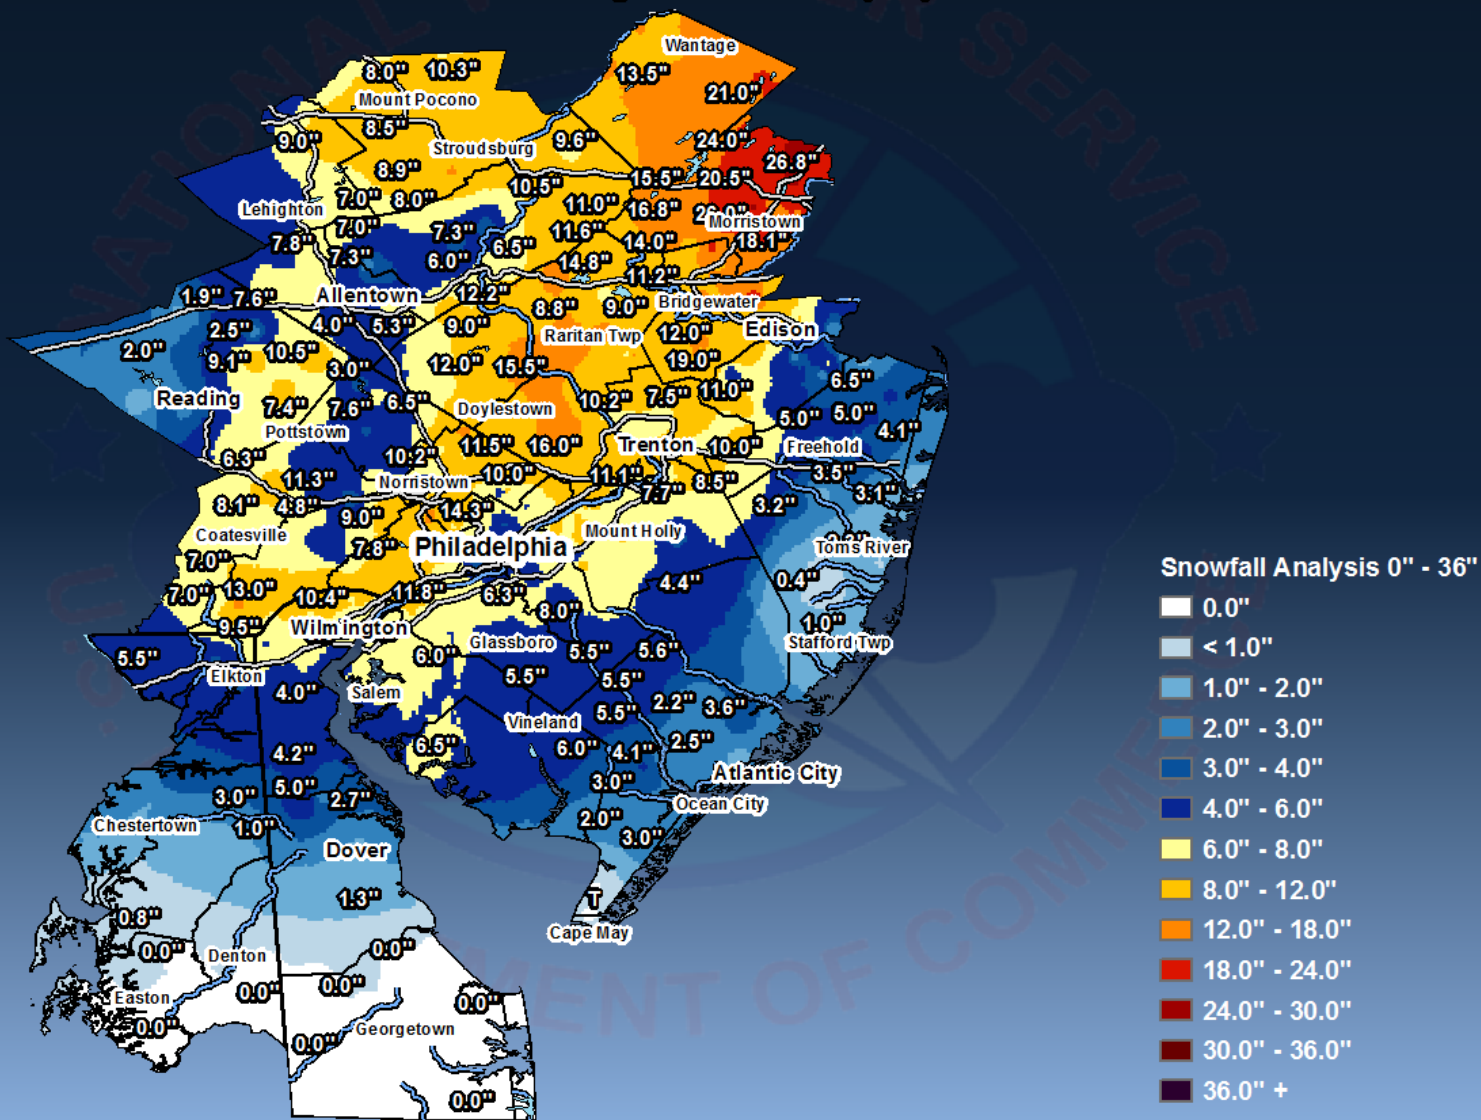 Wantage
13.5"
8.0"
10.3"
21.0"
Mount Pocono
8.5"
9.0"
Stroudsburg
9.6"
24.0"
26.8"
8.9"
10.5"
15.5"
20.5"
7.0"
8.0"
11.0"
16.8"
Lehighton
7.0"
7.3"
11.6"
Morristown
7.8"
7.3"
6.0"
6.5"
14.0"
18.1"
14.8"
11.2"
1.9"
7.6"
Allentown
12.2"
8.8"
9.0"
Bridgewater
2.5"
4.0"
5.3"
9.0"
Raritan Twp
12.0"
Edison
2.0"
9.1"
10.5"
3.0"
12.0"
15.5"
19.0"
6.5"
Reading
7.4"
7.6"
6.5"
Doylestown
10.2"
7.5"
11.0"
5.0"
5.0"
4.1"
Pottstown
6.3"
10.2"
11.5"
16.0"
Trenton
10.0"
Freehold
11.3"
Norristown
10.0"
11.1"
7.7"
8.5"
3.5"
3.1"
8.1"
4.8"
9.0"
14.3"
3.2"
Coatesville
7.8"
Philadelphia
Mount Holly
Toms River
7.0"
7.0"
13.0"
10.4"
11.8"
6.3"
4.4"
0.4"
9.5"
Wilmington
8.0"
1.0"
Glassboro
Stafford Twp
5.5"
Elkton
6.0"
5.5"
5.6"
4.0"
Salem
5.5"
5.5"
Vineland
5.5"
2.2"
3.6"
4.2"
6.5"
6.0"
4.1"
2.5"
Atlantic City
3.0"
5.0"
2.7"
3.0"
Ocean City
Chestertown
1.0"
2.0"
3.0"
Dover
1.3"
T
Cape May
0.8"
0.0"
Denton
0.0"
Easton
0.0"
0.0"
0.0"
0.0"
0.0"
Georgetown
0.0"
Snowfall Analysis 0" - 36"
0.0"
< 1.0"
1.0" - 2.0"
2.0" - 3.0"
3.0" - 4.0"
4.0" - 6.0"
6.0" - 8.0"
8.0" - 12.0"
12.0" - 18.0"
18.0" - 24.0"
24.0" - 30.0"
30.0" - 36.0"
36.0" +